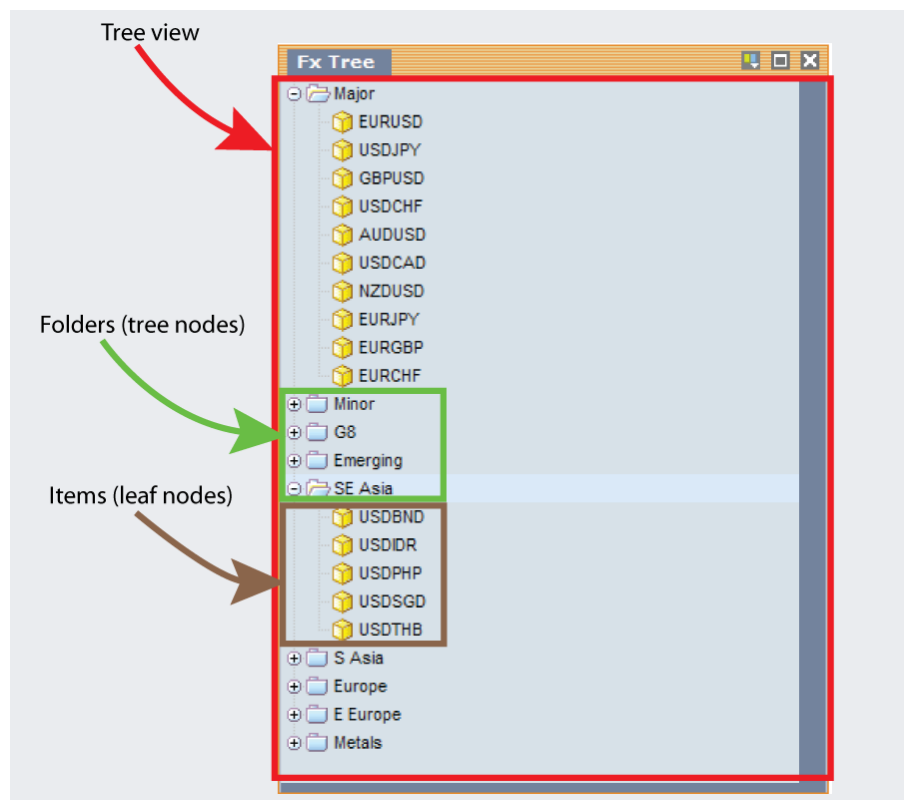 Tree view
Fx Tree
Major
EURUSD
USDJPY
GBPUSD
USDCHF
AUDUSD
USDCAD
NZDUSD
Folders (tree nodes)
EURJPY
EURGBP
EURCHF
Minor
G8
Emerging
SE Asia
Items (leaf nodes)
USDBND
USDIDR
USDPHP
USDSGD
USDTHB
S Asia
Europe
E Europe
Metals